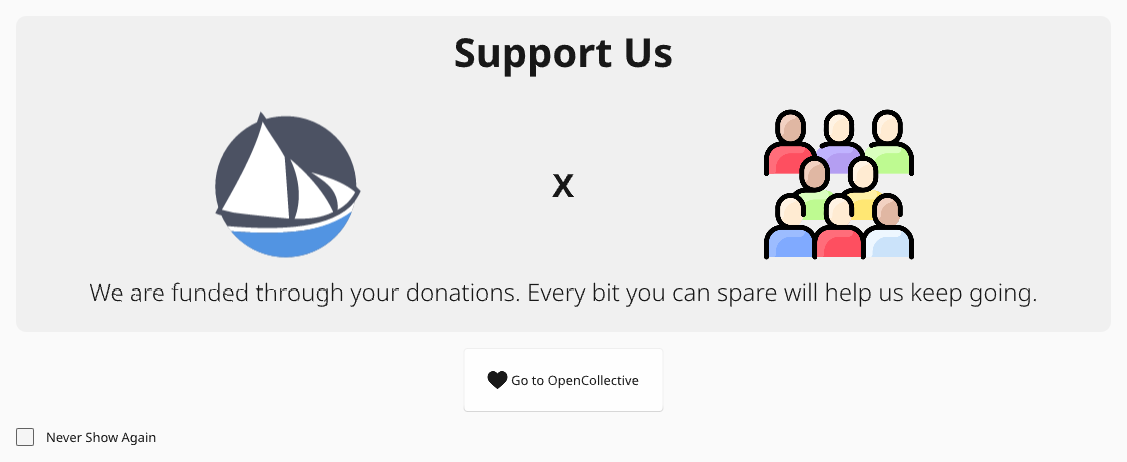 Support Us
X
We are funded through your donations. Every bit you can spare will help us keep going.
Go to OpenCollective
Never Show Again